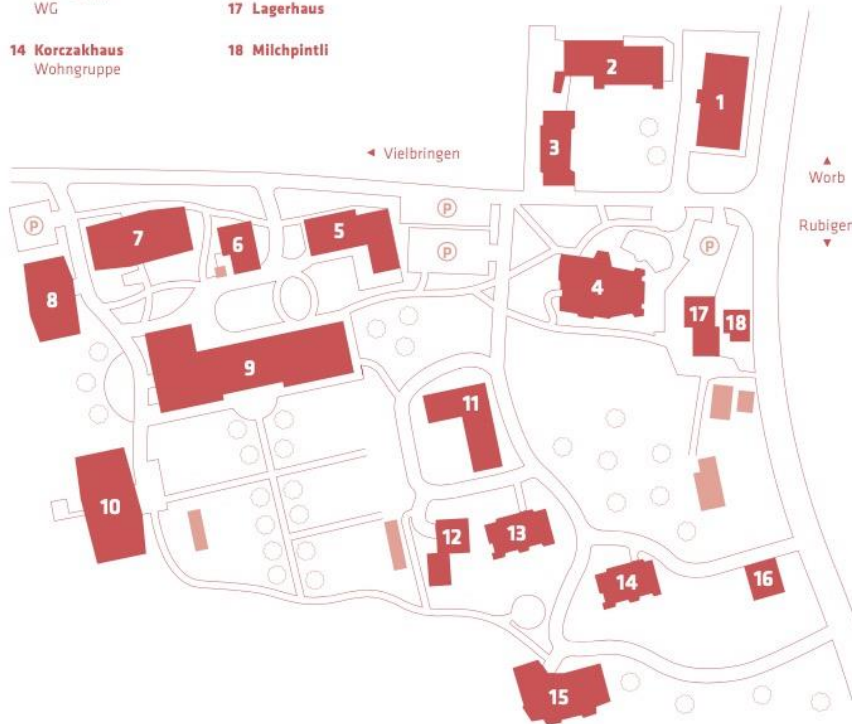 WG
14 Korczakhaus
Wohngruppe
17 Lagerhaus
18 Milchpintli
◄ Vielbringen
▲
Worb
Rubigen
▼
1
2
3
4
5
6
7
8
9
10
11
12
13
14
15
16
17
18
P
P
P
P